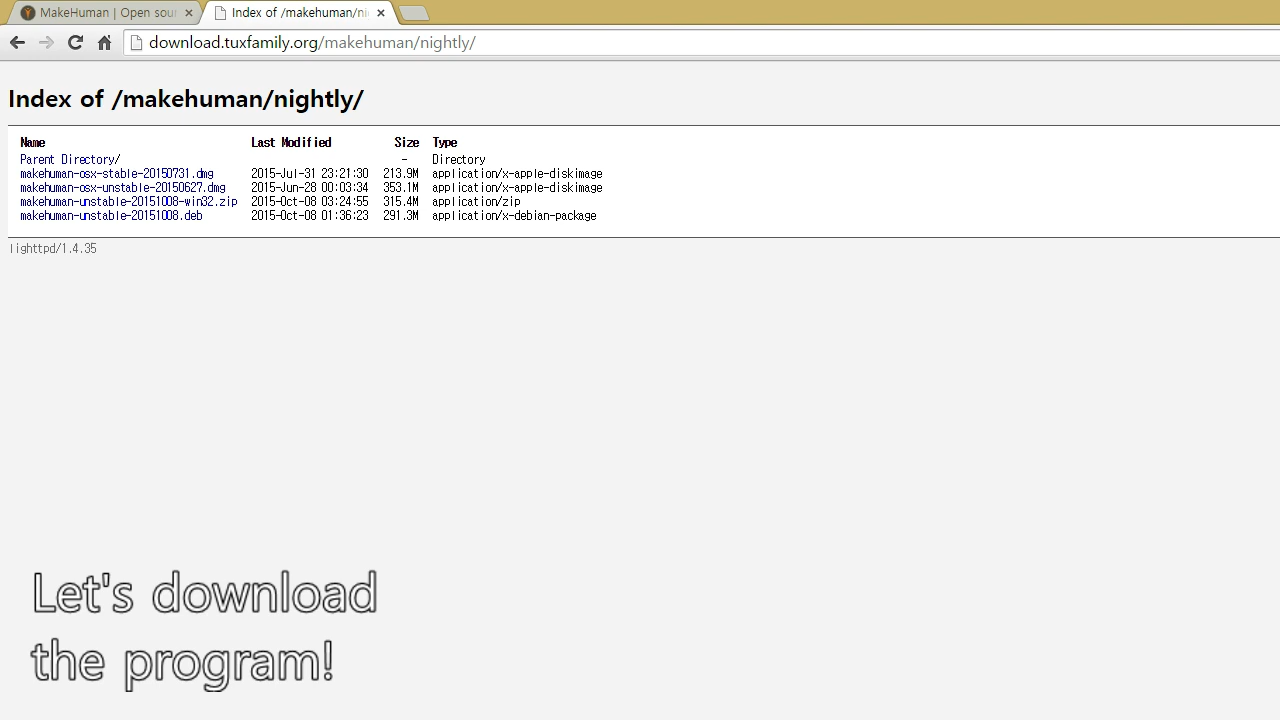 MakeHuman | Open sour
Index of /makehuman/ni
download.tuxfamily.org/makehuman/nightly/
Index of /makehuman/nightly/
Name Last Modified Size Type
Parent Directory/ - Directory
makehuman-osx-stable-20150731.dmg 2015-Jul-31 23:21:30 213.9M application/x-apple-diskimage
makehuman-osx-unstable-20150627.dmg 2015-Jun-28 00:03:34 353.1M application/x-apple-diskimage
makehuman-unstable-20151008-win32.zip 2015-Oct-08 03:24:55 315.4M application/zip
makehuman-unstable-20151008.deb 2015-Oct-08 01:36:23 291.3M application/x-debian-package
lighttpd/1.4.35
Let's download
the program!